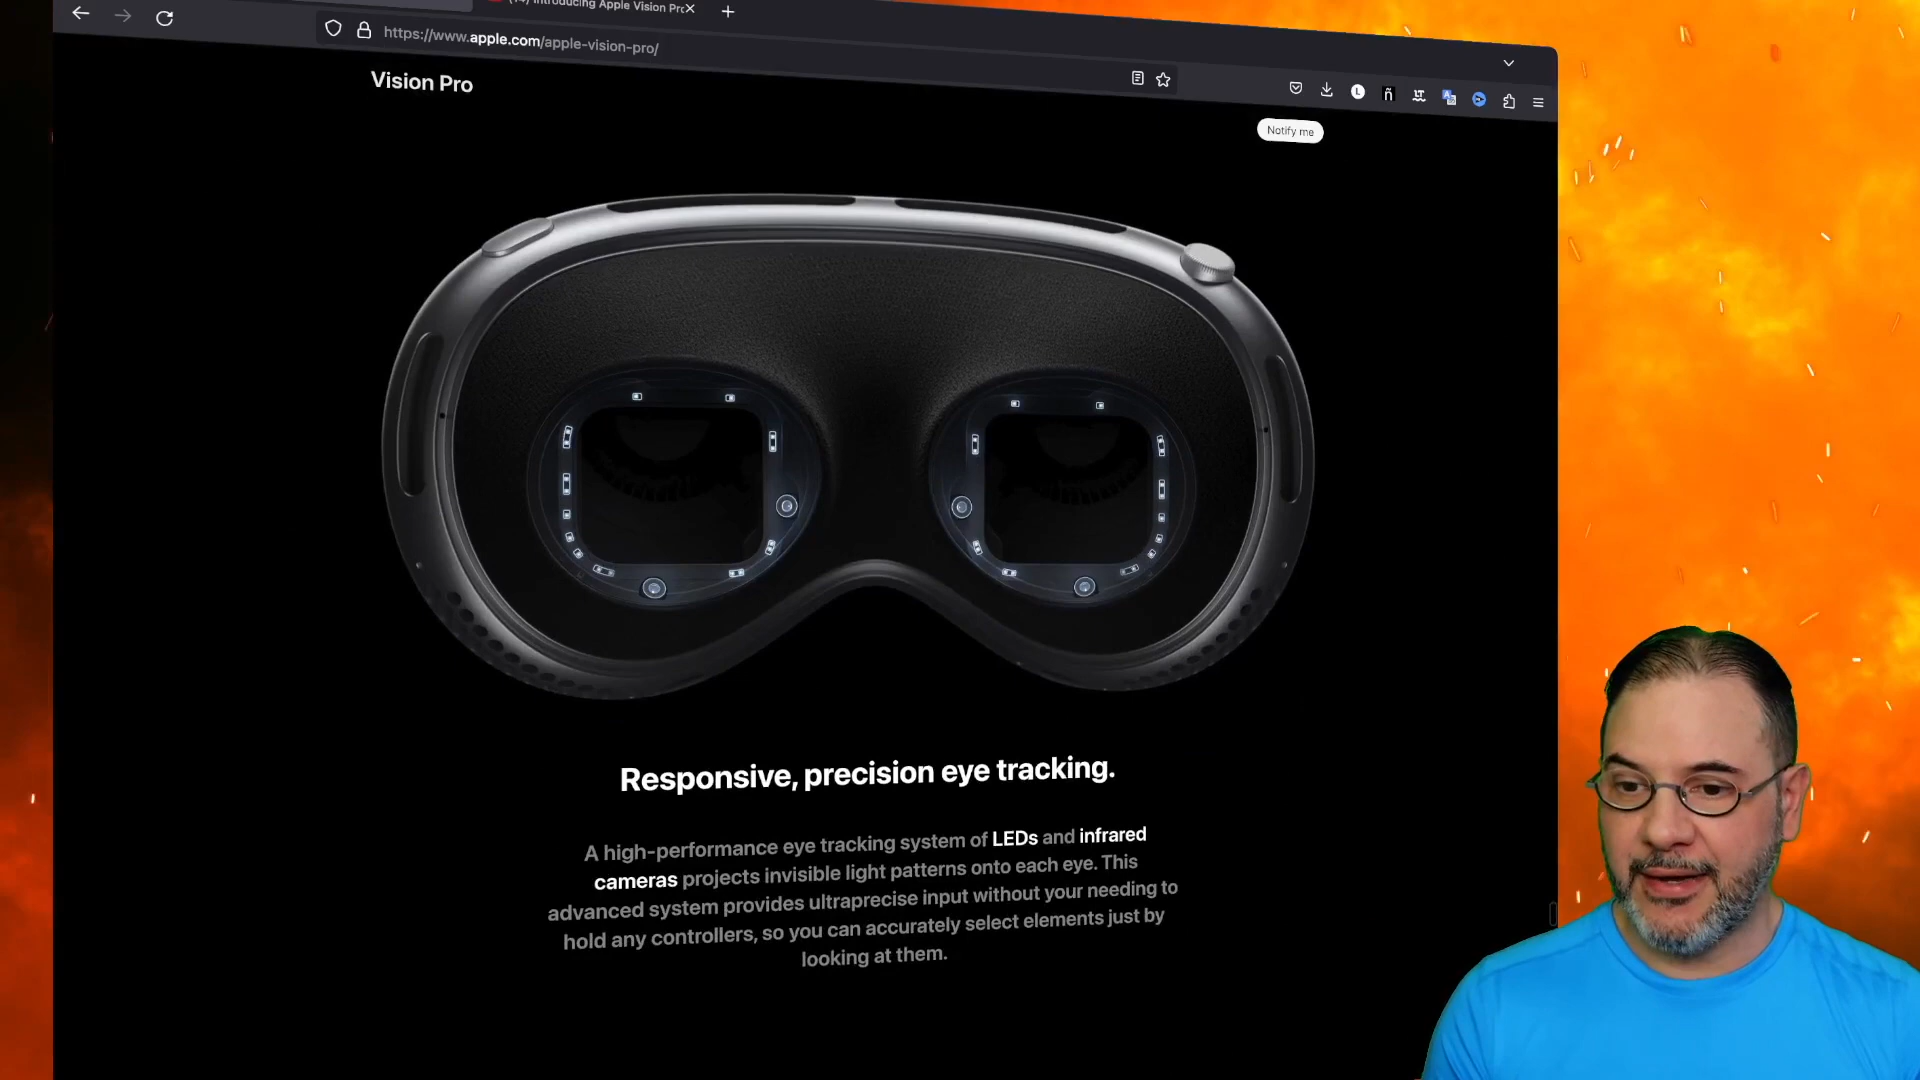 Introducing Apple Vision Pro
https://www.apple.com/apple-vision-pro/
Vision Pro
Notify me
Responsive, precision eye tracking.
A high-performance eye tracking system of LEDs and infrared
cameras projects invisible light patterns onto each eye. This
advanced system provides ultraprecise input without your needing to
hold any controllers, so you can accurately select elements just by
looking at them.